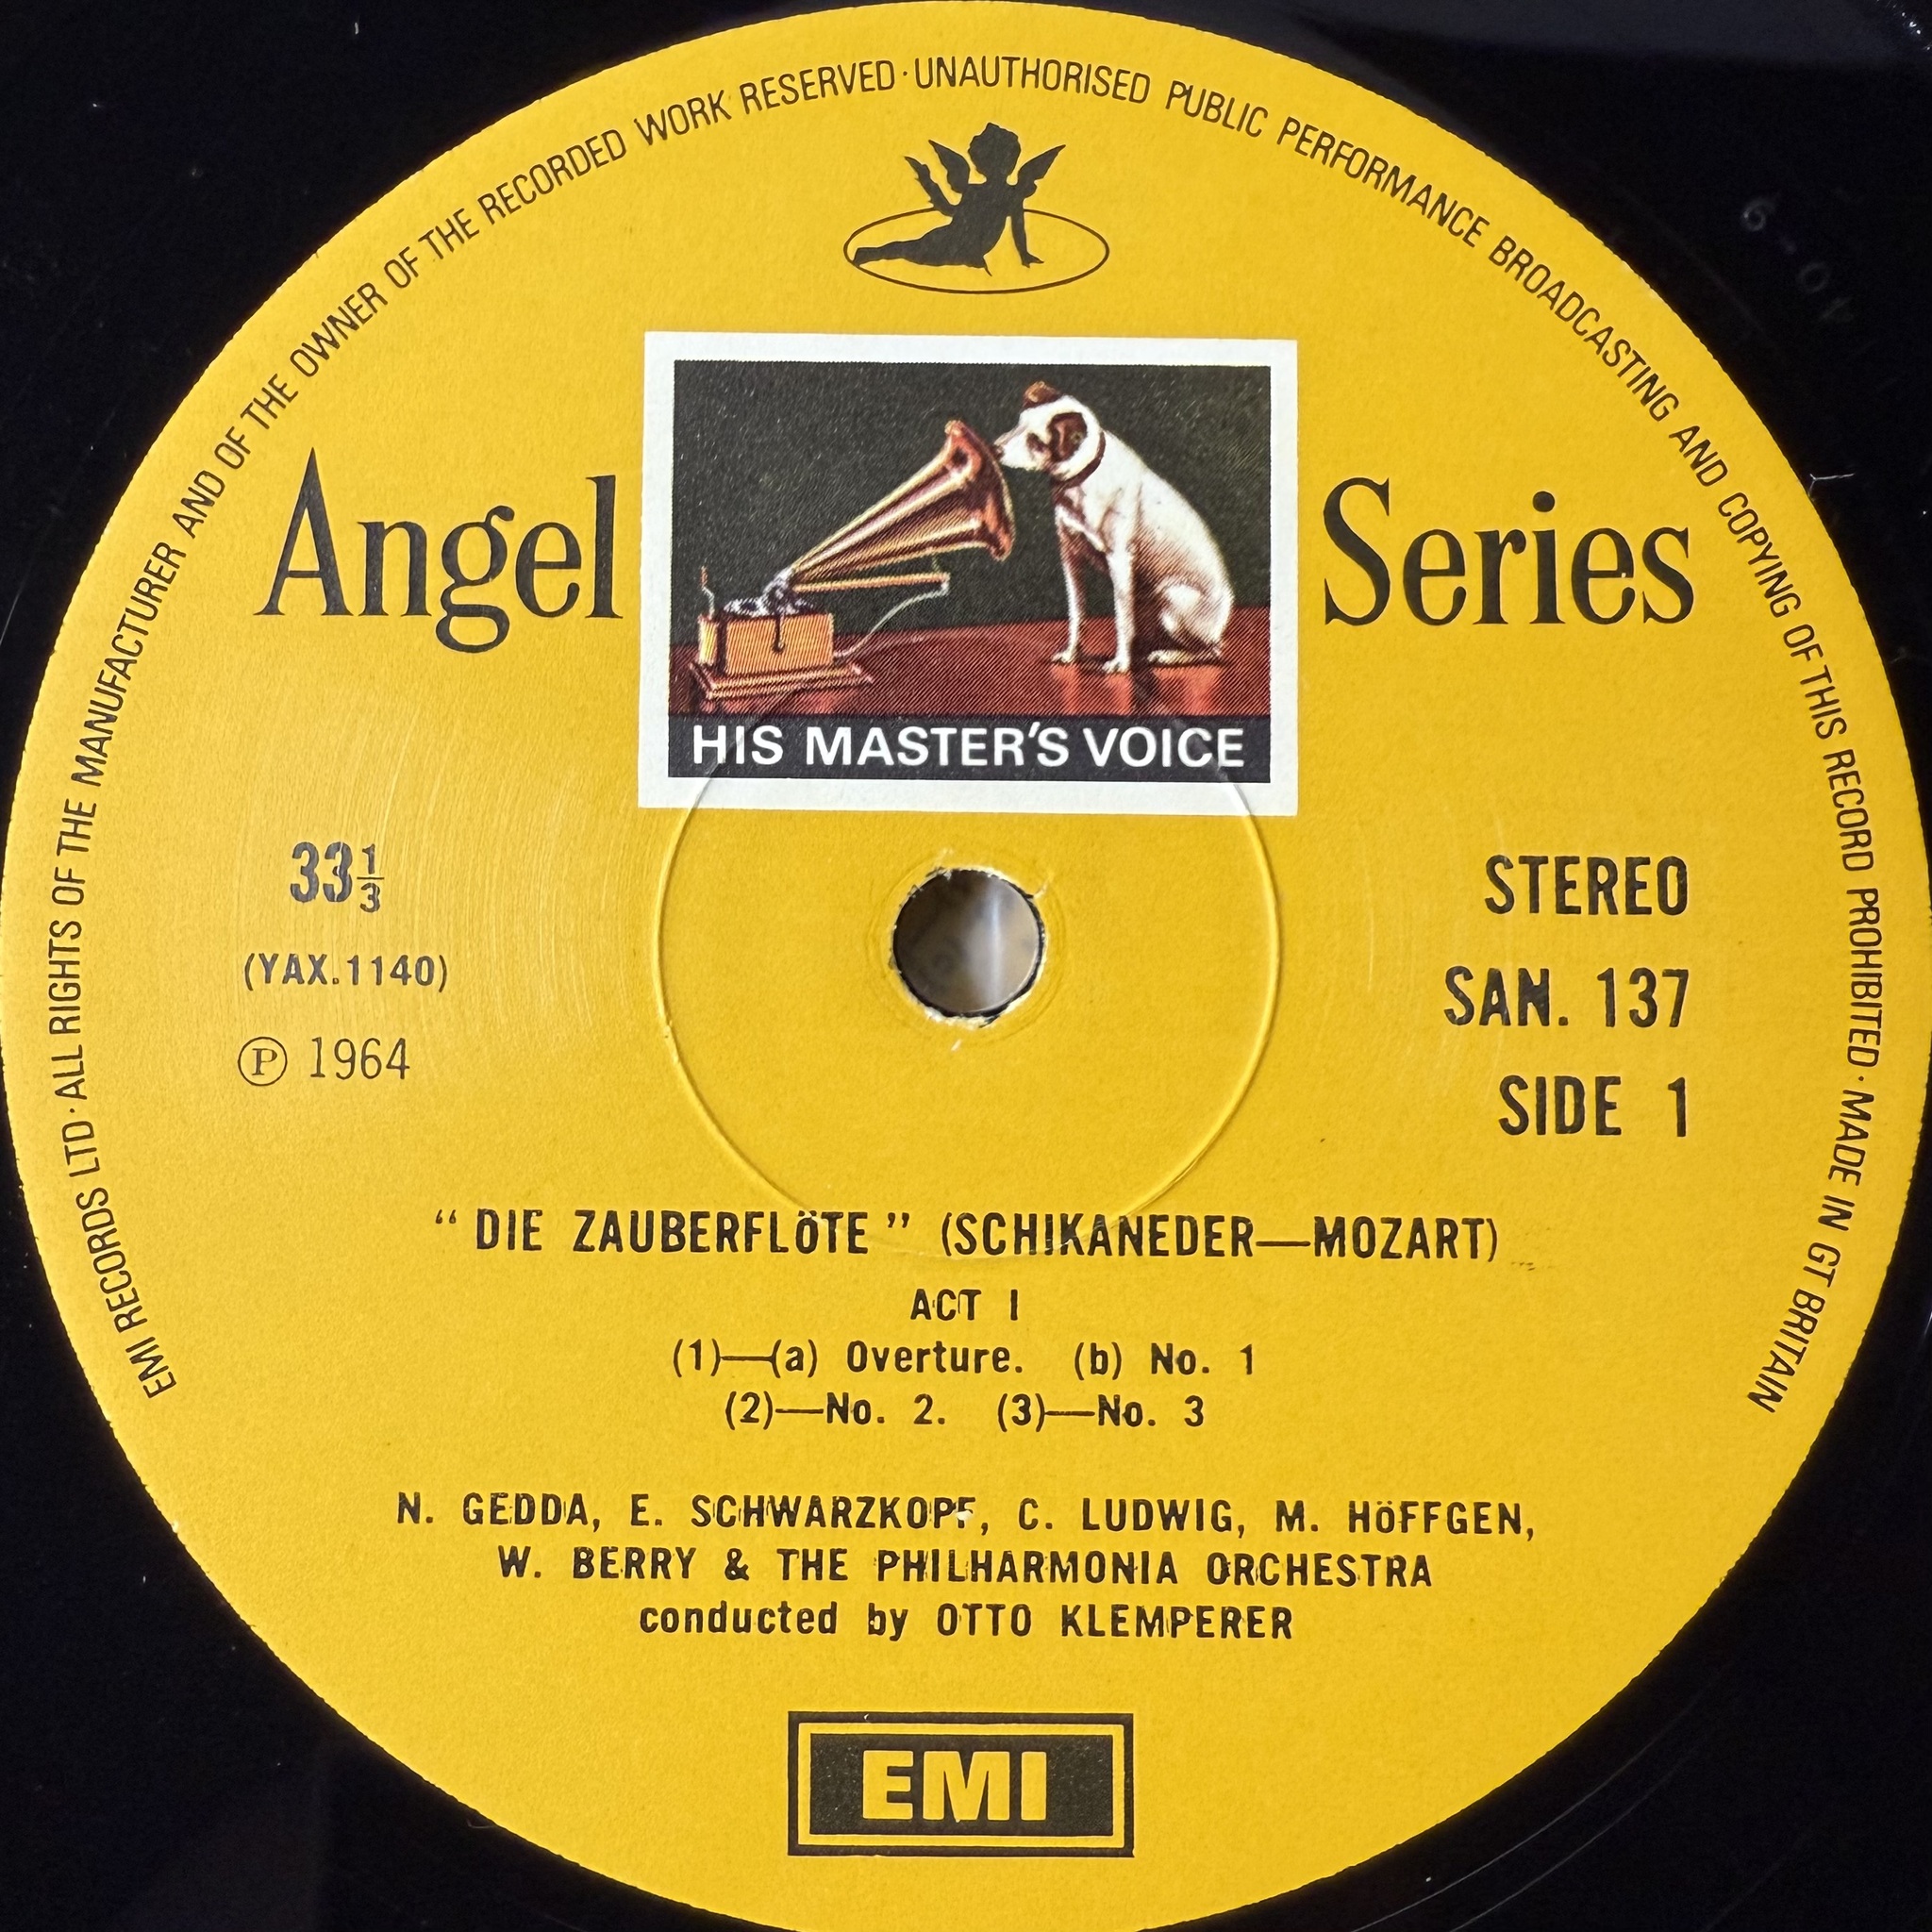 EMI RECORDS LTD · ALL RIGHTS OF THE MANUFACTURER AND OF THE OWNER OF THE RECORDED WORK RESERVED · UNAUTHORISED PUBLIC PERFORMANCE BROADCASTING AND COPYING OF THIS RECORD PROHIBITED · MADE IN GT BRITAIN
Angel Series
HIS MASTER'S VOICE
33⅓
(YAX.1140)
Ⓟ 1964
STEREO
SAN. 137
SIDE 1
“DIE ZAUBERFLÖTE” (SCHIKANEDER—MOZART)
ACT I
(1)—(a) Overture. (b) No. 1
(2)—No. 2. (3)—No. 3
N. GEDDA, E. SCHWARZKOPF, C. LUDWIG, M. HÖFFGEN,
W. BERRY & THE PHILHARMONIA ORCHESTRA
conducted by OTTO KLEMPERER
EMI